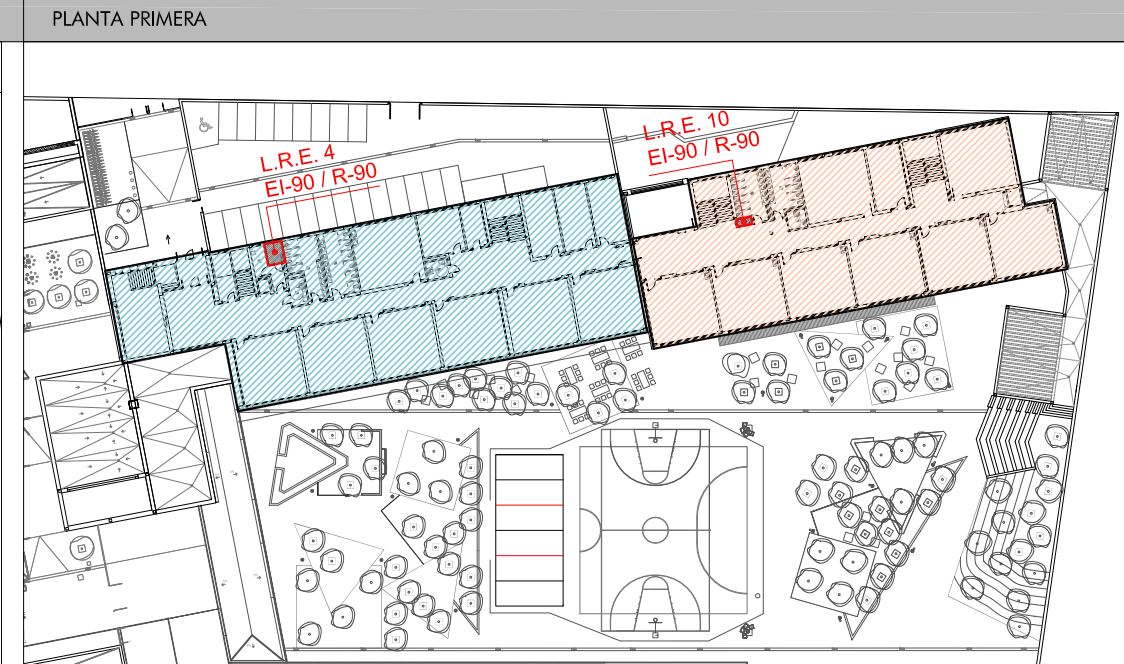 PLANTA PRIMERA
L.R.E. 4
EI-90 / R-90
L.R.E. 10
EI-90 / R-90